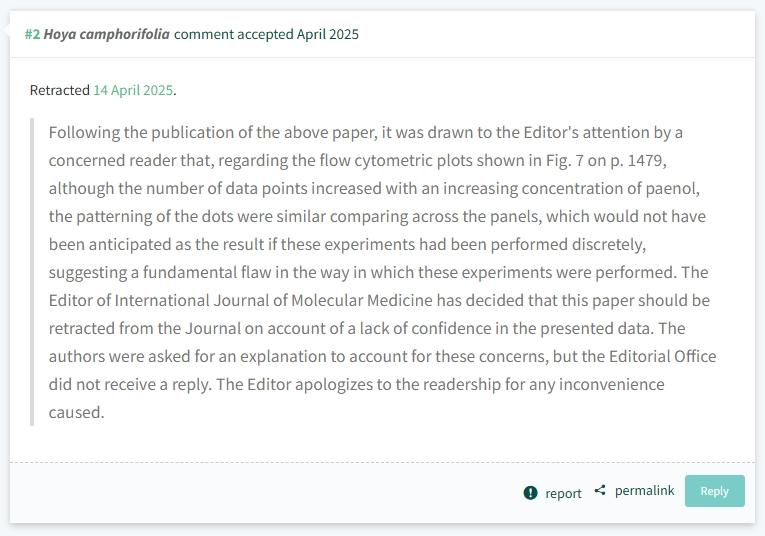 #2 Hoya camphorifolia comment accepted April 2025
Retracted 14 April 2025.
Following the publication of the above paper, it was drawn to the Editor's attention by a
concerned reader that, regarding the flow cytometric plots shown in Fig. 7 on p. 1479,
although the number of data points increased with an increasing concentration of paenol,
the patterning of the dots were similar comparing across the panels, which would not have
been anticipated as the result if these experiments had been performed discretely,
suggesting a fundamental flaw in the way in which these experiments were performed. The
Editor of International Journal of Molecular Medicine has decided that this paper should be
retracted from the Journal on account of a lack of confidence in the presented data. The
authors were asked for an explanation to account for these concerns, but the Editorial Office
did not receive a reply. The Editor apologizes to the readership for any inconvenience
caused.
report permalink Reply